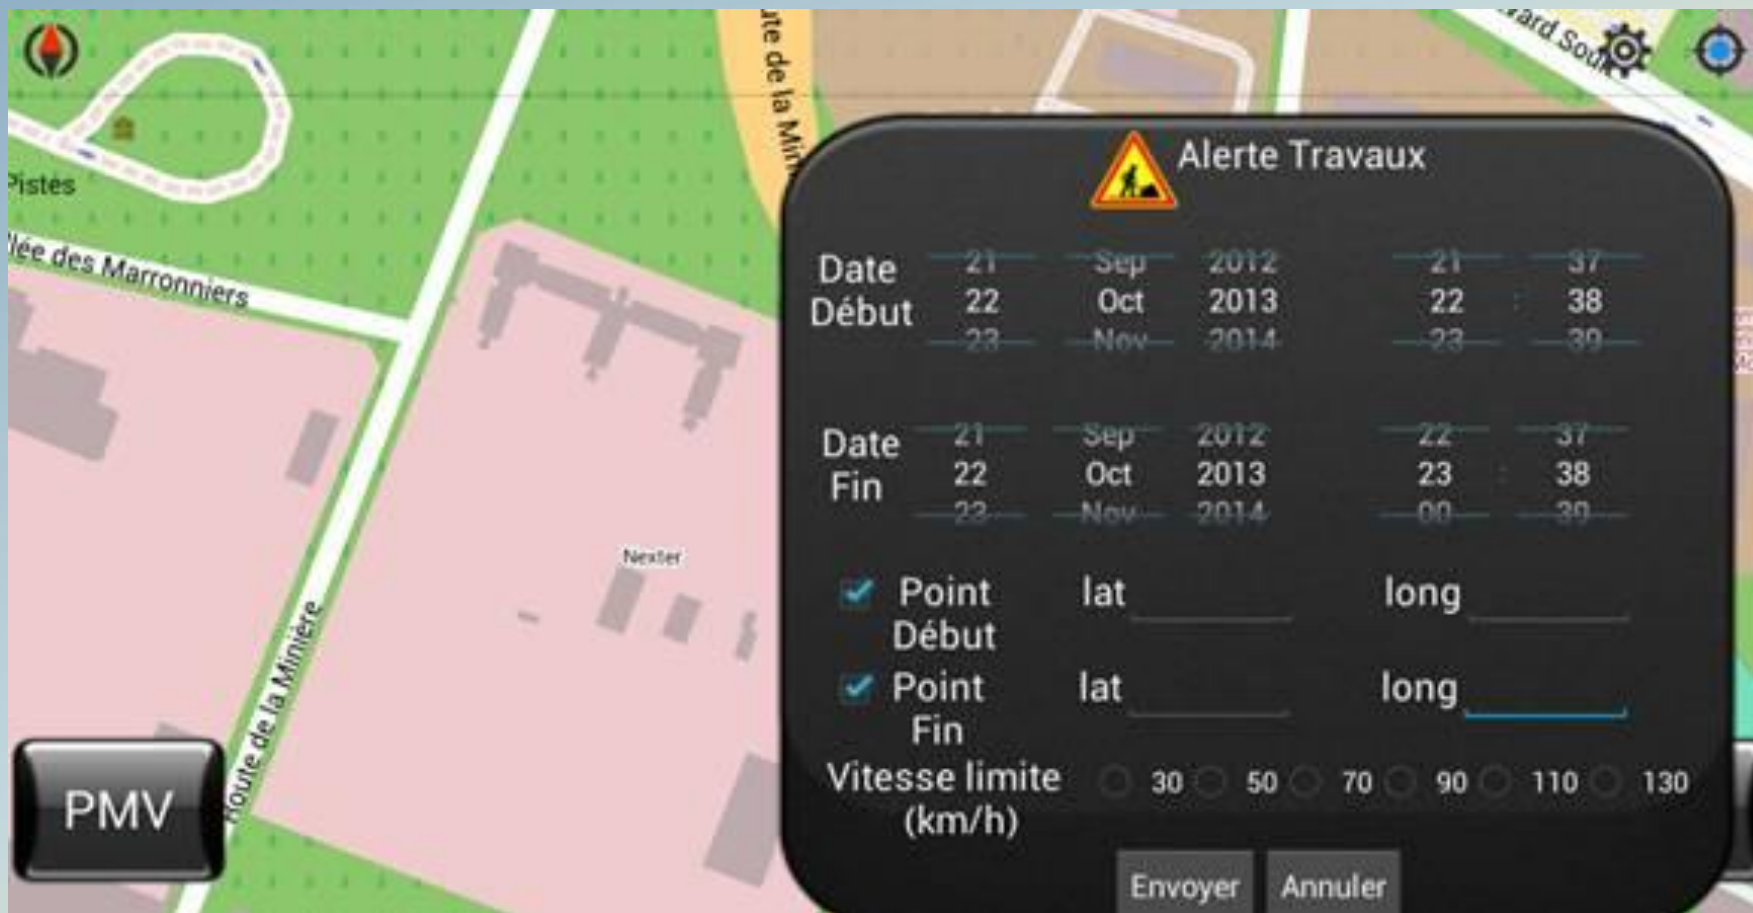 ute de la Min
vard Sou
Pistes
llée des Marronniers
Route de la Minière
Nexter
PMV
Alerte Travaux
21 Sep 2012 21 37
Date Début 22 Oct 2013 22 : 38
23 Nov 2014 23 39
21 Sep 2012 22 37
Date Fin 22 Oct 2013 23 : 38
23 Nov 2014 00 39
Point Début lat long
Point Fin lat long
Vitesse limite (km/h) 30 50 70 90 110 130
Envoyer Annuler